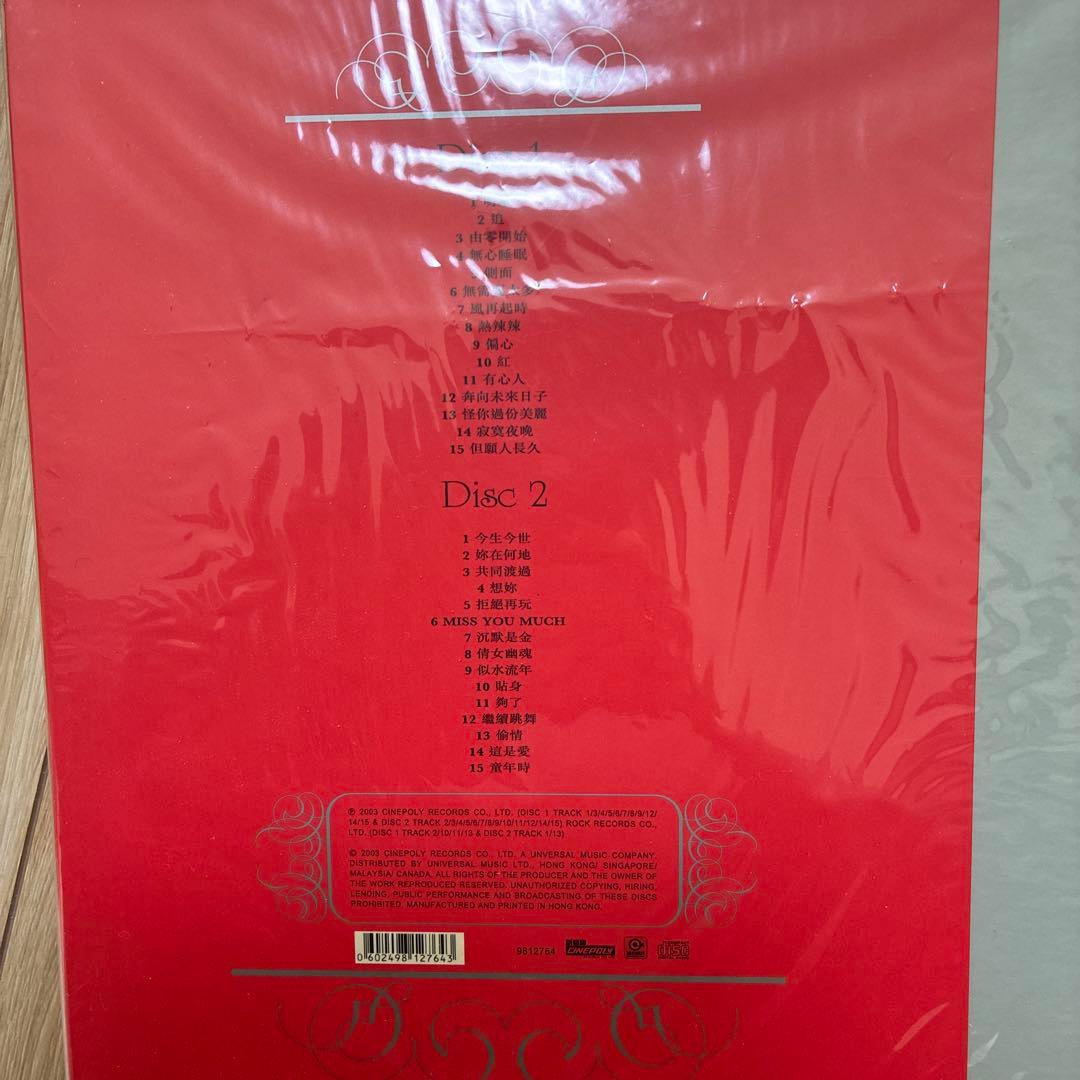 Disc 1
2 追
3 由零開始
4 無心睡眠
側面
6 無需
7 風再起時
8 熱辣辣
9 偏心
10 紅
11 有心人
12 奔向未來日子
13 怪你過份美麗
14 寂寞夜晚
15 但願人長久
Disc 2
1 今生今世
2 妳在何地
3 共同渡過
4 想妳
5 拒絕再玩
6 MISS YOU MUCH
7 沉默是金
8 倩女幽魂
9 似水流年
10 貼身
11 夠了
12 繼續跳舞
13 偷情
14 這是愛
15 童年時
℗ 2003 CINEPOLY RECORDS CO., LTD. (DISC 1 TRACK 1/3/4/5/6/7/8/9/12/
14/15 & DISC 2 TRACK 2/3/4/5/6/7/8/9/10/11/12/14/15) ROCK RECORDS CO.,
LTD. (DISC 1 TRACK 2/10/11/13 & DISC 2 TRACK 1/13)
© 2003 CINEPOLY RECORDS CO., LTD. A UNVERSAL MUSIC COMPANY.
DISTRIBUTED BY UNIVERSAL MUSIC LTD., HONG KONG/ SINGAPORE/
MALAYSIA/ CANADA. ALL RIGHTS OF THE PRODUCER AND THE OWNER OF
THE WORK REPRODUCED RESERVED. UNAUTHORIZED COPYING, HIRING,
LENDING, PUBLIC PERFORMANCE AND BROADCASTING OF THESE DISCS
PROHIBITED. MANUFACTURED AND PRINTED IN HONG KONG.
0 602498 127643
9812764
CINEPOLY
disc